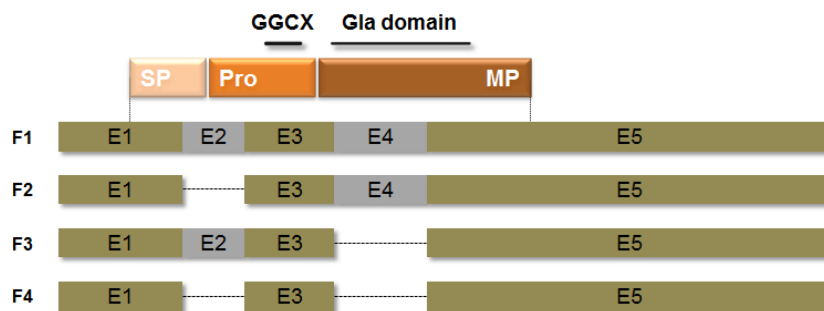 GGCX Gla domain
SP Pro MP
F1 E1 E2 E3 E4 E5
F2 E1 E3 E4 E5
F3 E1 E2 E3 E5
F4 E1 E3 E5